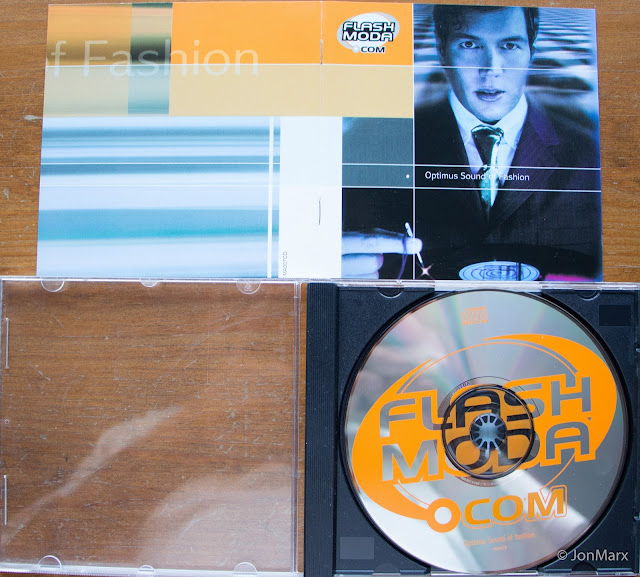 f Fashion
FLASH
MODA
.COM
Optimus Sound of Fashion
FLASH
MODA
.COM
Optimus Sound of fashion
© JonMarx